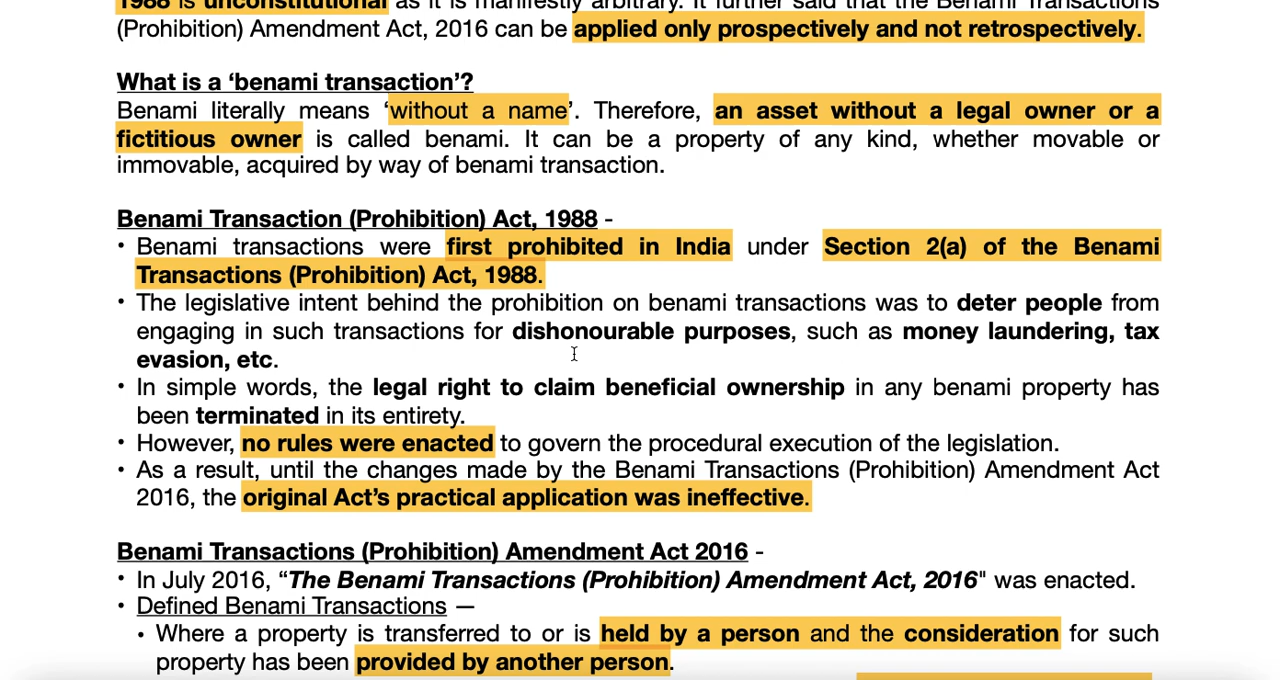 1988 is unconstitutional as it is manifestly arbitrary. It further said that the Benami Transactions
(Prohibition) Amendment Act, 2016 can be applied only prospectively and not retrospectively.
What is a ‘benami transaction’?
Benami literally means ‘without a name’. Therefore, an asset without a legal owner or a
fictitious owner is called benami. It can be a property of any kind, whether movable or
immovable, acquired by way of benami transaction.
Benami Transaction (Prohibition) Act, 1988 -
• Benami transactions were first prohibited in India under Section 2(a) of the Benami
Transactions (Prohibition) Act, 1988.
• The legislative intent behind the prohibition on benami transactions was to deter people from
engaging in such transactions for dishonourable purposes, such as money laundering, tax
evasion, etc.
• In simple words, the legal right to claim beneficial ownership in any benami property has
been terminated in its entirety.
• However, no rules were enacted to govern the procedural execution of the legislation.
• As a result, until the changes made by the Benami Transactions (Prohibition) Amendment Act
2016, the original Act’s practical application was ineffective.
Benami Transactions (Prohibition) Amendment Act 2016 -
• In July 2016, “The Benami Transactions (Prohibition) Amendment Act, 2016" was enacted.
• Defined Benami Transactions —
• Where a property is transferred to or is held by a person and the consideration for such
property has been provided by another person.